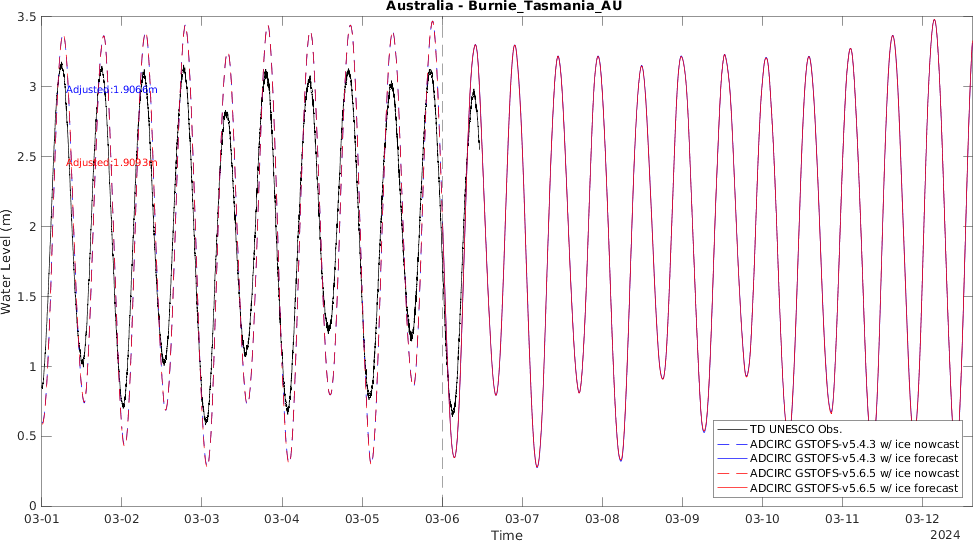 Australia - Burnie_Tasmania_AU
3.5
3
2.5
2
1.5
1
0.5
0
Water Level (m)
Adjusted:1.9066m
Adjusted:1.9093m
TD UNESCO Obs.
ADCIRC GSTOFS-v5.4.3 w/ ice nowcast
ADCIRC GSTOFS-v5.4.3 w/ ice forecast
ADCIRC GSTOFS-v5.6.5 w/ ice nowcast
ADCIRC GSTOFS-v5.6.5 w/ ice forecast
03-01 03-02 03-03 03-04 03-05 03-06 03-07 03-08 03-09 03-10 03-11 03-12
Time
2024